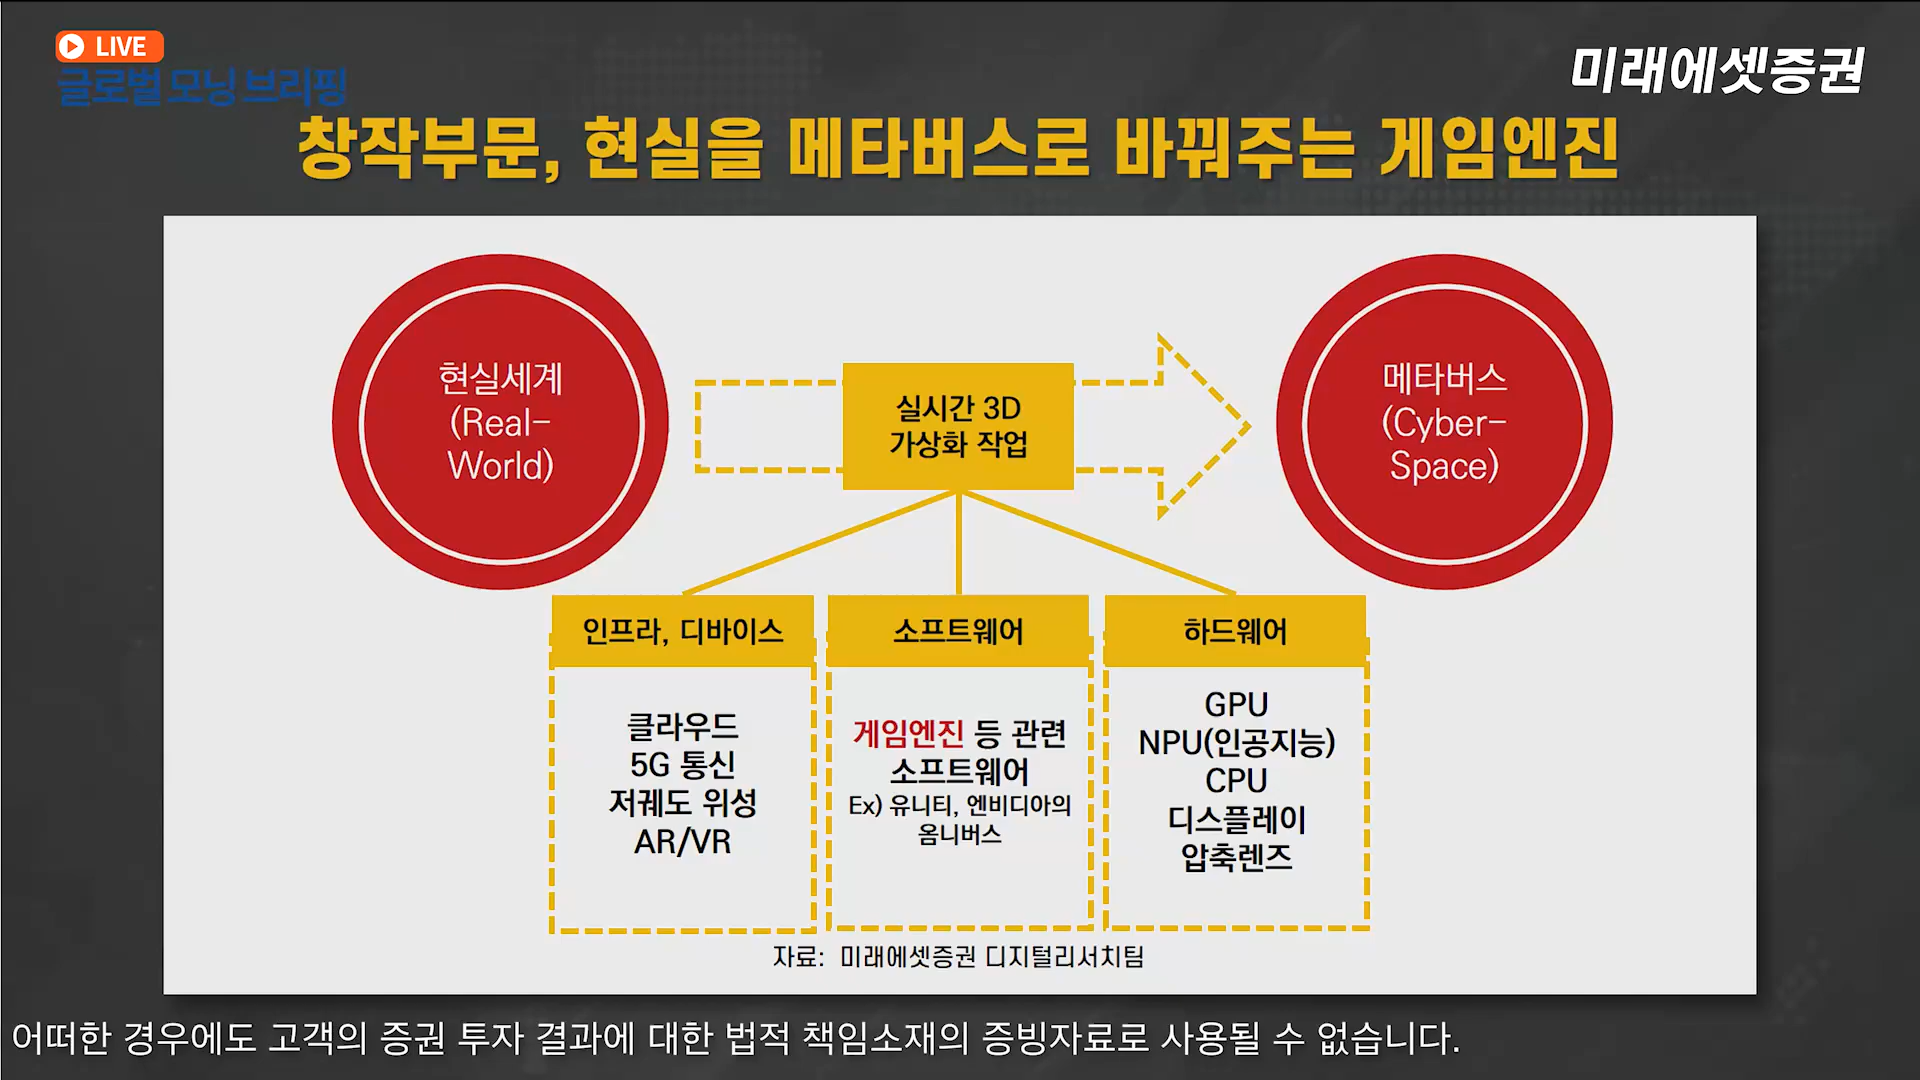 LIVE
글로벌 모닝 브리핑
미래에셋증권
창작부문, 현실을 메타버스로 바꿔주는 게임엔진
현실세계
(Real-
World)
실시간 3D
가상화 작업
메타버스
(Cyber-
Space)
인프라, 디바이스
클라우드
5G 통신
저궤도 위성
AR/VR
소프트웨어
게임엔진 등 관련
소프트웨어
Ex) 유니티, 엔비디아의
옴니버스
하드웨어
GPU
NPU(인공지능)
CPU
디스플레이
압축렌즈
자료: 미래에셋증권 디지털리서치팀
어떠한 경우에도 고객의 증권 투자 결과에 대한 법적 책임소재의 증빙자료로 사용될 수 없습니다.